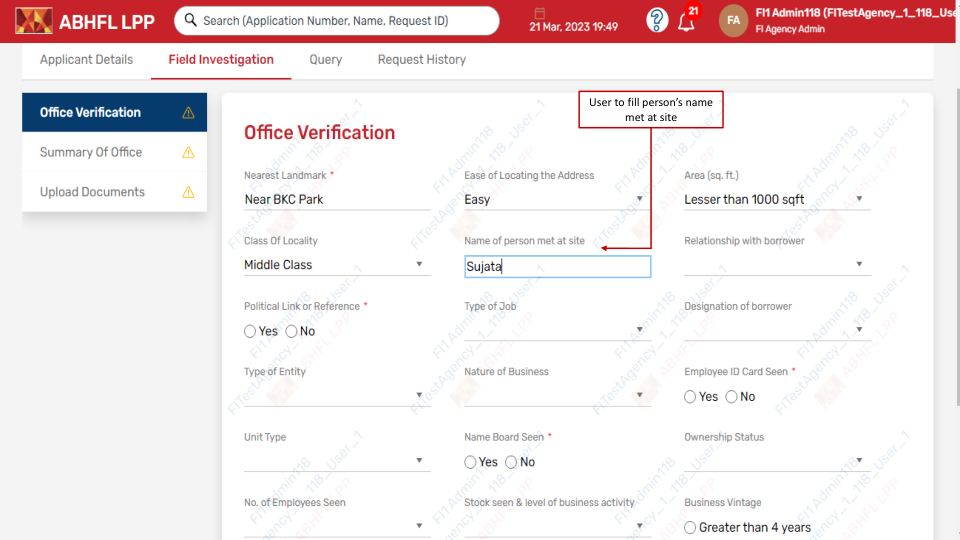 ABHFL LPP
Search (Application Number, Name, Request ID)
21 Mar, 2023 19:49
21
FA
FI1 Admin118 (FITestAgency_1_118_Use
FI Agency Admin
Applicant Details
Field Investigation
Query
Request History
Office Verification
Summary Of Office
Upload Documents
User to fill person's name
met at site
Office Verification
Nearest Landmark *
Ease of Locating the Address
Area (sq. ft.)
Near BKC Park
Easy
Lesser than 1000 sqft
Class Of Locality
Name of person met at site
Relationship with borrower
Middle Class
Sujata
Political Link or Reference *
Type of Job
Designation of borrower
Yes No
Type of Entity
Nature of Business
Employee ID Card Seen *
Yes No
Unit Type
Name Board Seen *
Ownership Status
Yes No
No. of Employees Seen
Stock seen & level of business activity
Business Vintage
Greater than 4 years